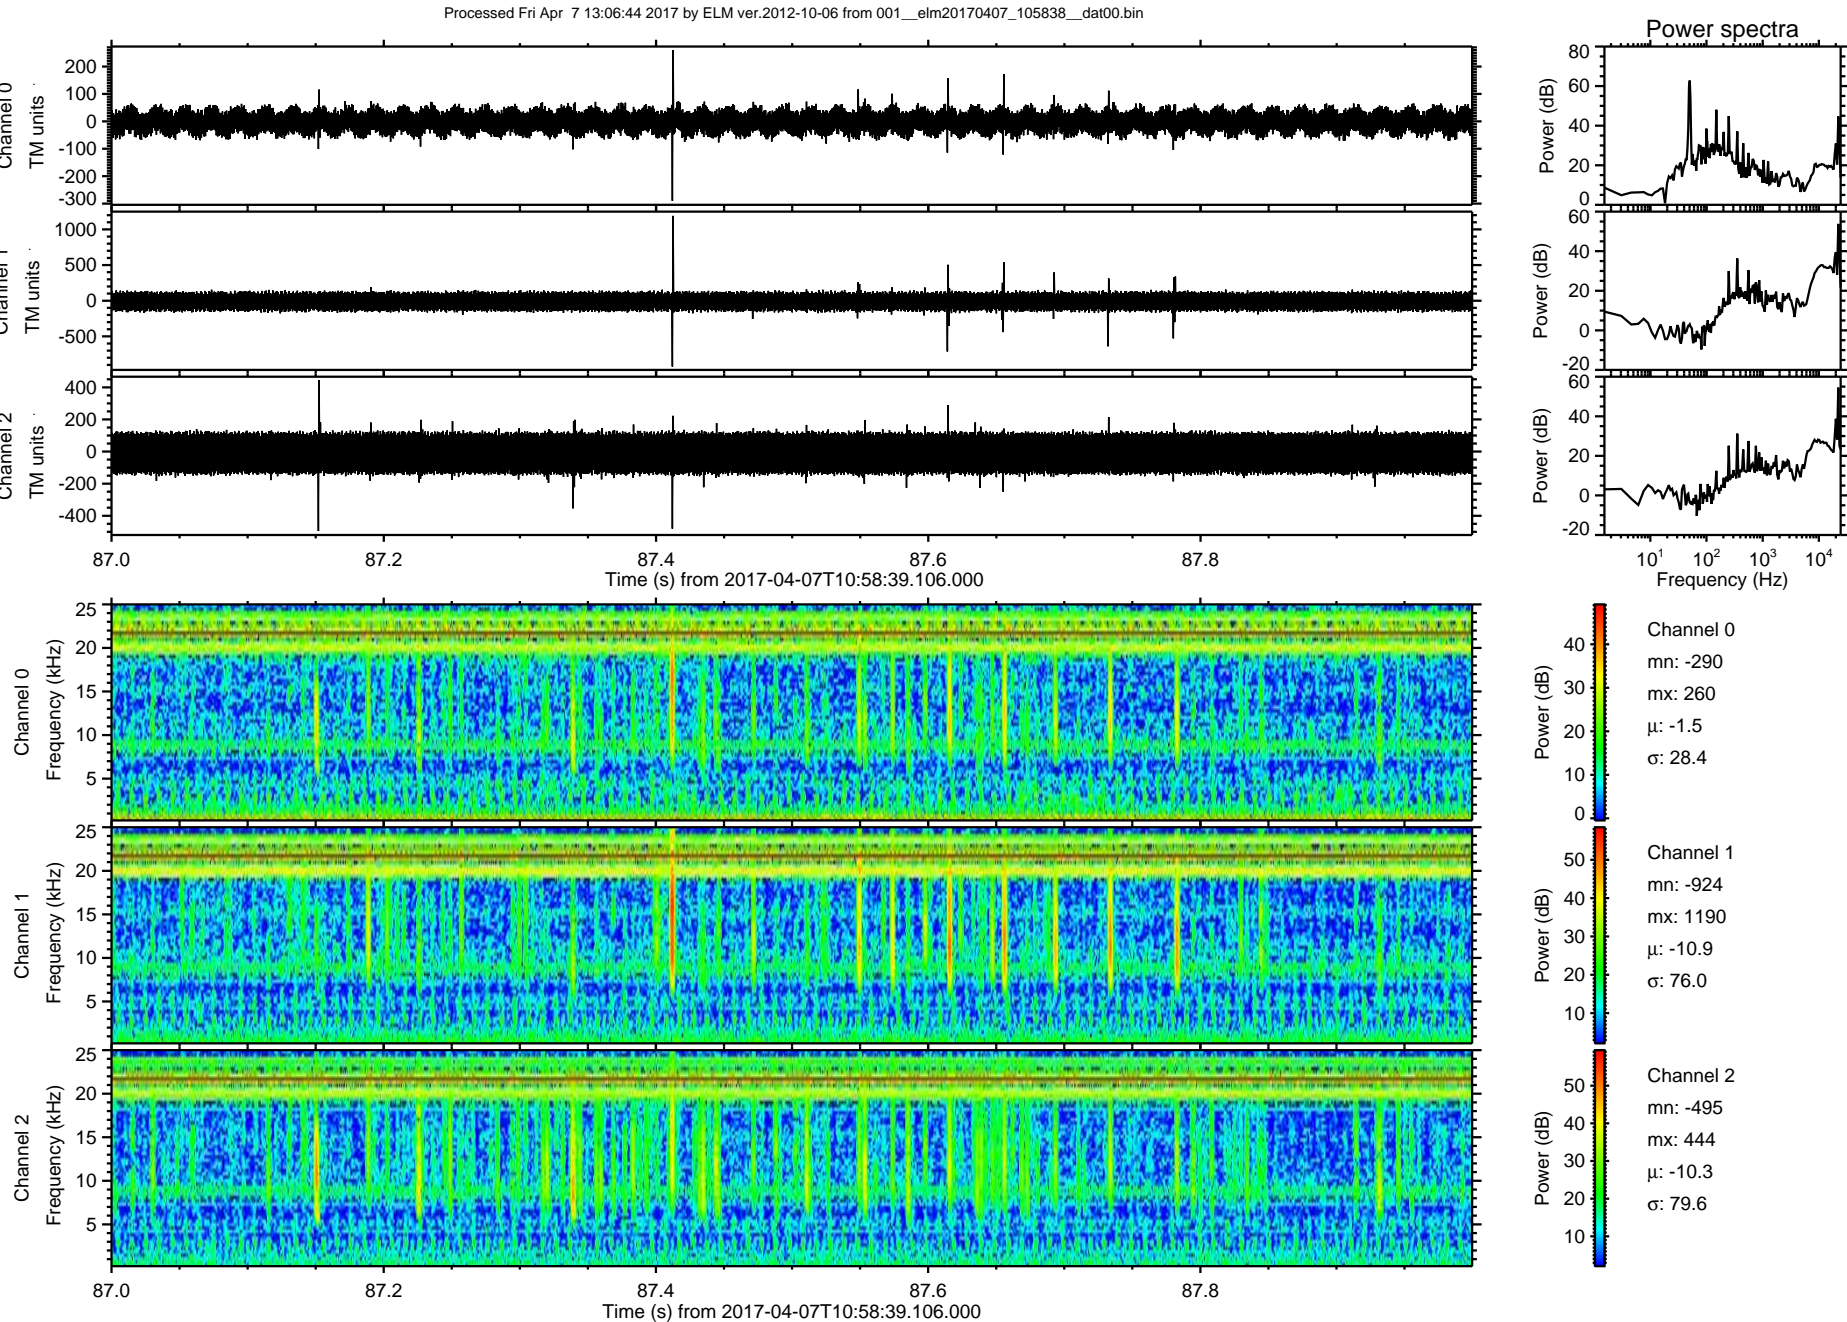 Processed Fri Apr 7 13:06:44 2017 by ELM ver.2012-10-06 from 001__elm20170407_105838__dat00.bin
Power spectra
Channel 0
TM units
200
100
0
-100
-200
-300
Power (dB)
80
60
40
20
0
Channel 1
TM units
1000
500
0
-500
Power (dB)
60
40
20
0
-20
Channel 2
TM units
400
200
0
-200
-400
Power (dB)
60
40
20
0
-20
87.0 87.2 87.4 87.6 87.8
Time (s) from 2017-04-07T10:58:39.106.000
10¹ 10² 10³ 10⁴
Frequency (Hz)
Channel 0
Frequency (kHz)
25
20
15
10
5
Power (dB)
40
30
20
10
0
Channel 0
mn: -290
mx: 260
µ: -1.5
σ: 28.4
Channel 1
Frequency (kHz)
25
20
15
10
5
Power (dB)
50
40
30
20
10
Channel 1
mn: -924
mx: 1190
µ: -10.9
σ: 76.0
Channel 2
Frequency (kHz)
25
20
15
10
5
Power (dB)
50
40
30
20
10
Channel 2
mn: -495
mx: 444
µ: -10.3
σ: 79.6
87.0 87.2 87.4 87.6 87.8
Time (s) from 2017-04-07T10:58:39.106.000